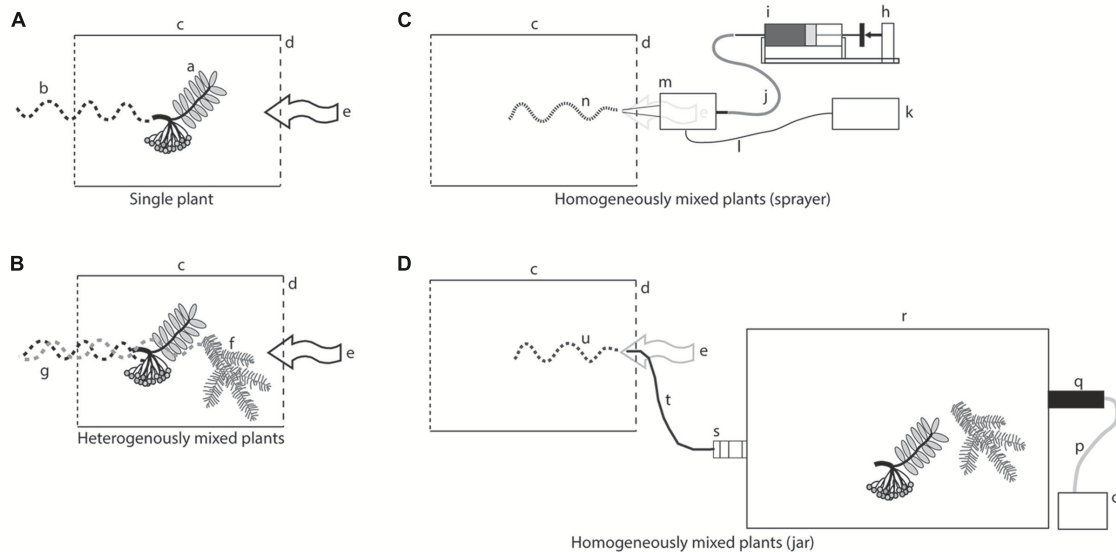 A
c
d
a
b
e
Single plant
B
c
d
f
e
g
Heterogenously mixed plants
C
c
d
i
h
m
n
e
j
k
l
Homogeneously mixed plants (sprayer)
D
c
d
r
u
e
t
s
q
p
o
Homogeneously mixed plants (jar)